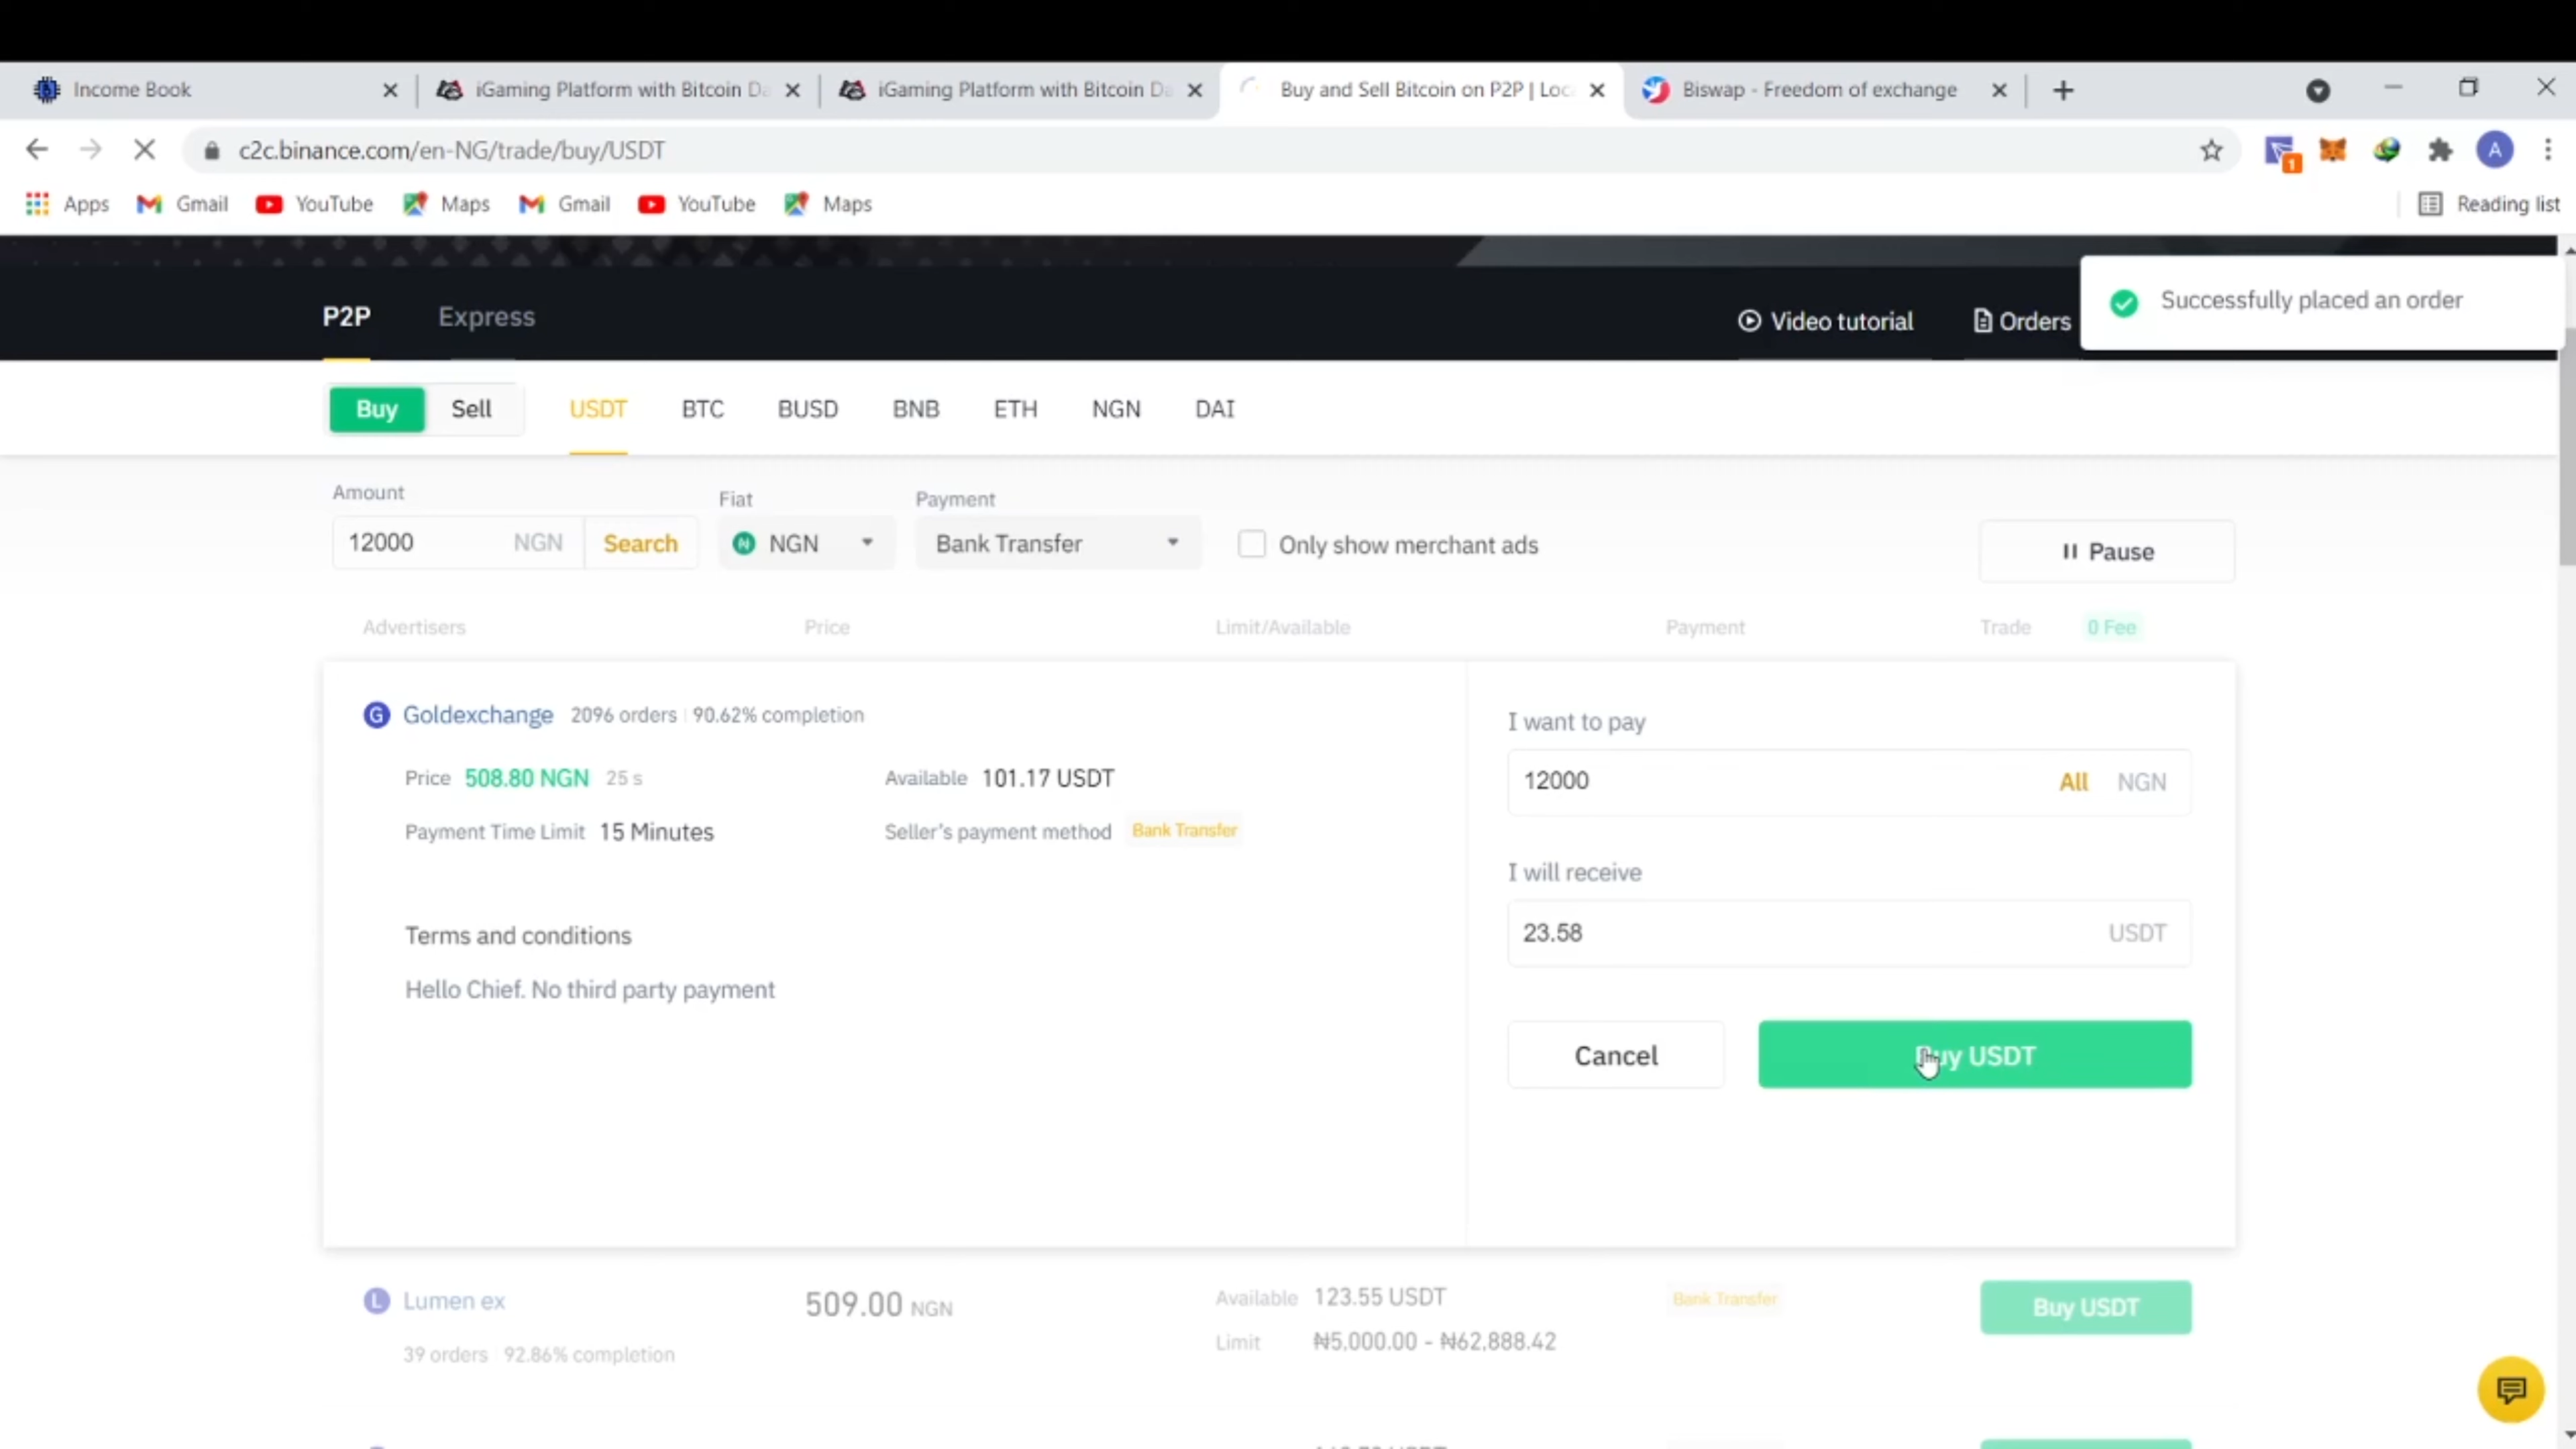 Income Book
iGaming Platform with Bitcoin Da
iGaming Platform with Bitcoin Da
Buy and Sell Bitcoin on P2P | Loc
Biswap - Freedom of exchange
c2c.binance.com/en-NG/trade/buy/USDT
1
A
Apps
Gmail
YouTube
Maps
Gmail
YouTube
Maps
Reading list
P2P
Express
Video tutorial
Orders
Successfully placed an order
Buy
Sell
USDT
BTC
BUSD
BNB
ETH
NGN
DAI
Amount
12000 NGN
Search
Fiat
NGN
Payment
Bank Transfer
Only show merchant ads
Pause
Advertisers
Price
Limit/Available
Payment
Trade
0 Fee
G Goldexchange 2096 orders | 90.62% completion
Price 508.80 NGN 25 s
Available 101.17 USDT
Payment Time Limit 15 Minutes
Seller's payment method Bank Transfer
Terms and conditions
Hello Chief. No third party payment
I want to pay
12000 All NGN
I will receive
23.58 USDT
Cancel
Buy USDT
L Lumen ex
39 orders 92.86% completion
509.00 NGN
Available 123.55 USDT
Limit ₦5,000.00 - ₦62,888.42
Bank Transfer
Buy USDT